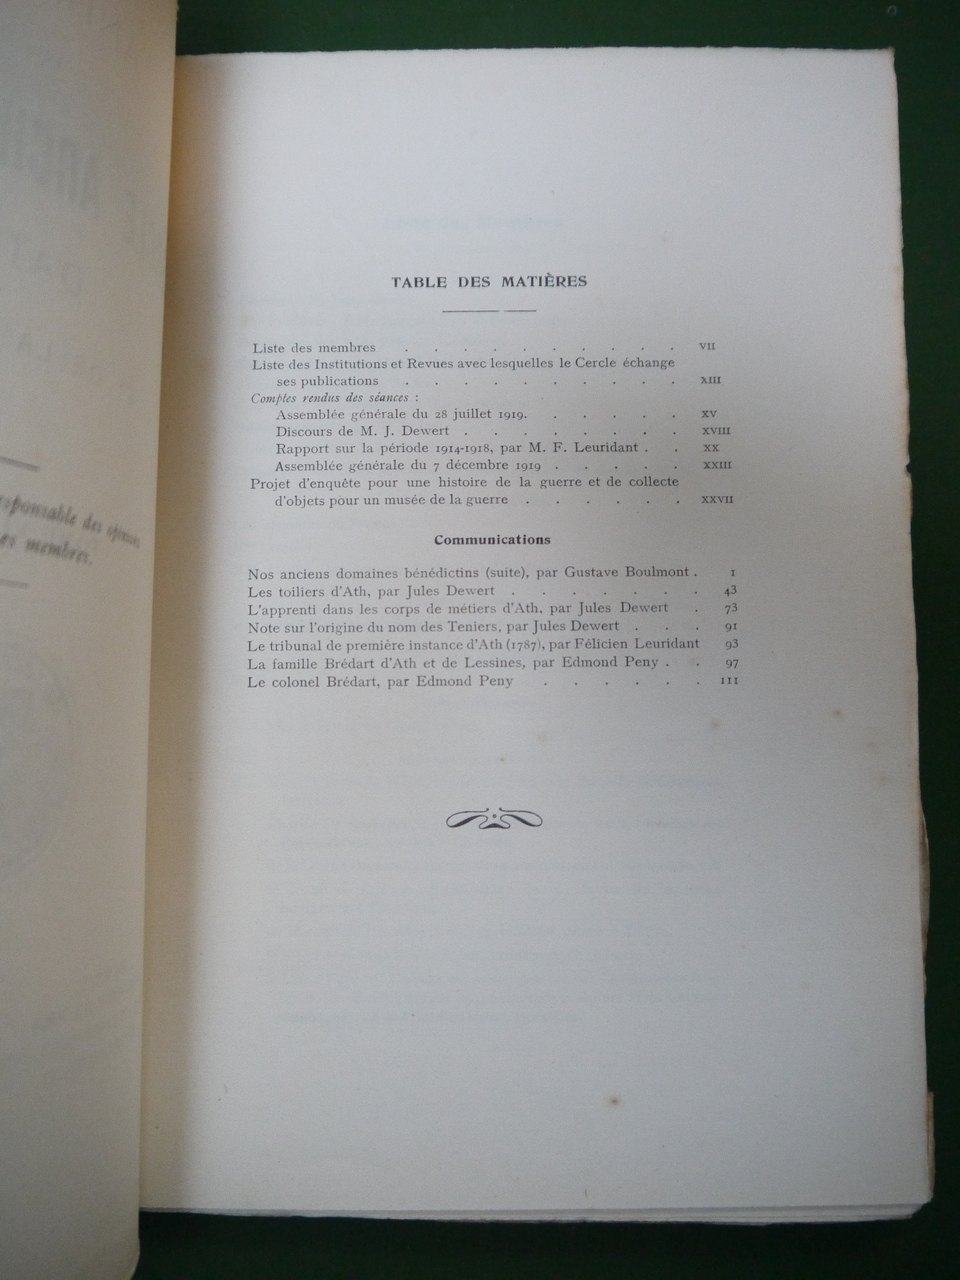 esponsable des opinions
es membres.
TABLE DES MATIÈRES
Liste des membres . . . . . . . . . . VII
Liste des Institutions et Revues avec lesquelles le Cercle échange
ses publications . . . . . . . . . . XIII
Comptes rendus des séances :
Assemblée générale du 28 juillet 1919. . . . . . XV
Discours de M. J. Dewert . . . . . . . . XVIII
Rapport sur la période 1914-1918, par M. F. Leuridant . . XX
Assemblée générale du 7 décembre 1919 . . . . . XXIII
Projet d'enquête pour une histoire de la guerre et de collecte
d'objets pour un musée de la guerre . . . . . . XXVII
Communications
Nos anciens domaines bénédictins (suite), par Gustave Boulmont . 1
Les toiliers d'Ath, par Jules Dewert . . . . . . . 43
L'apprenti dans les corps de métiers d'Ath, par Jules Dewert . 73
Note sur l'origine du nom des Teniers, par Jules Dewert . . . 91
Le tribunal de première instance d'Ath (1787), par Félicien Leuridant 93
La famille Brédart d'Ath et de Lessines, par Edmond Peny . . 97
Le colonel Brédart, par Edmond Peny . . . . . . 111